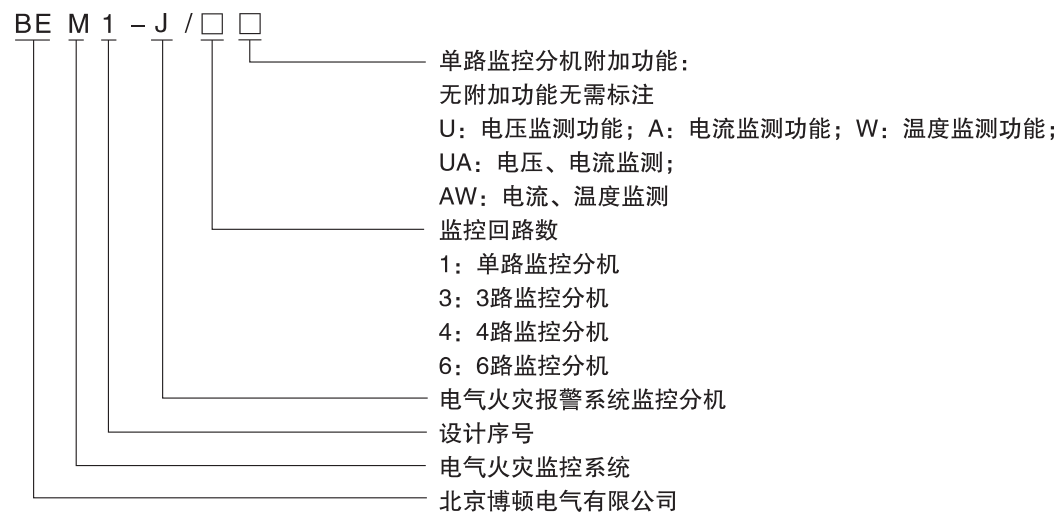 BE M 1 - J / □ □
单路监控分机附加功能：
无附加功能无需标注
U：电压监测功能；A：电流监测功能；W：温度监测功能；
UA：电压、电流监测；
AW：电流、温度监测
监控回路数
1：单路监控分机
3：3路监控分机
4：4路监控分机
6：6路监控分机
电气火灾报警系统监控分机
设计序号
电气火灾监控系统
北京博顿电气有限公司